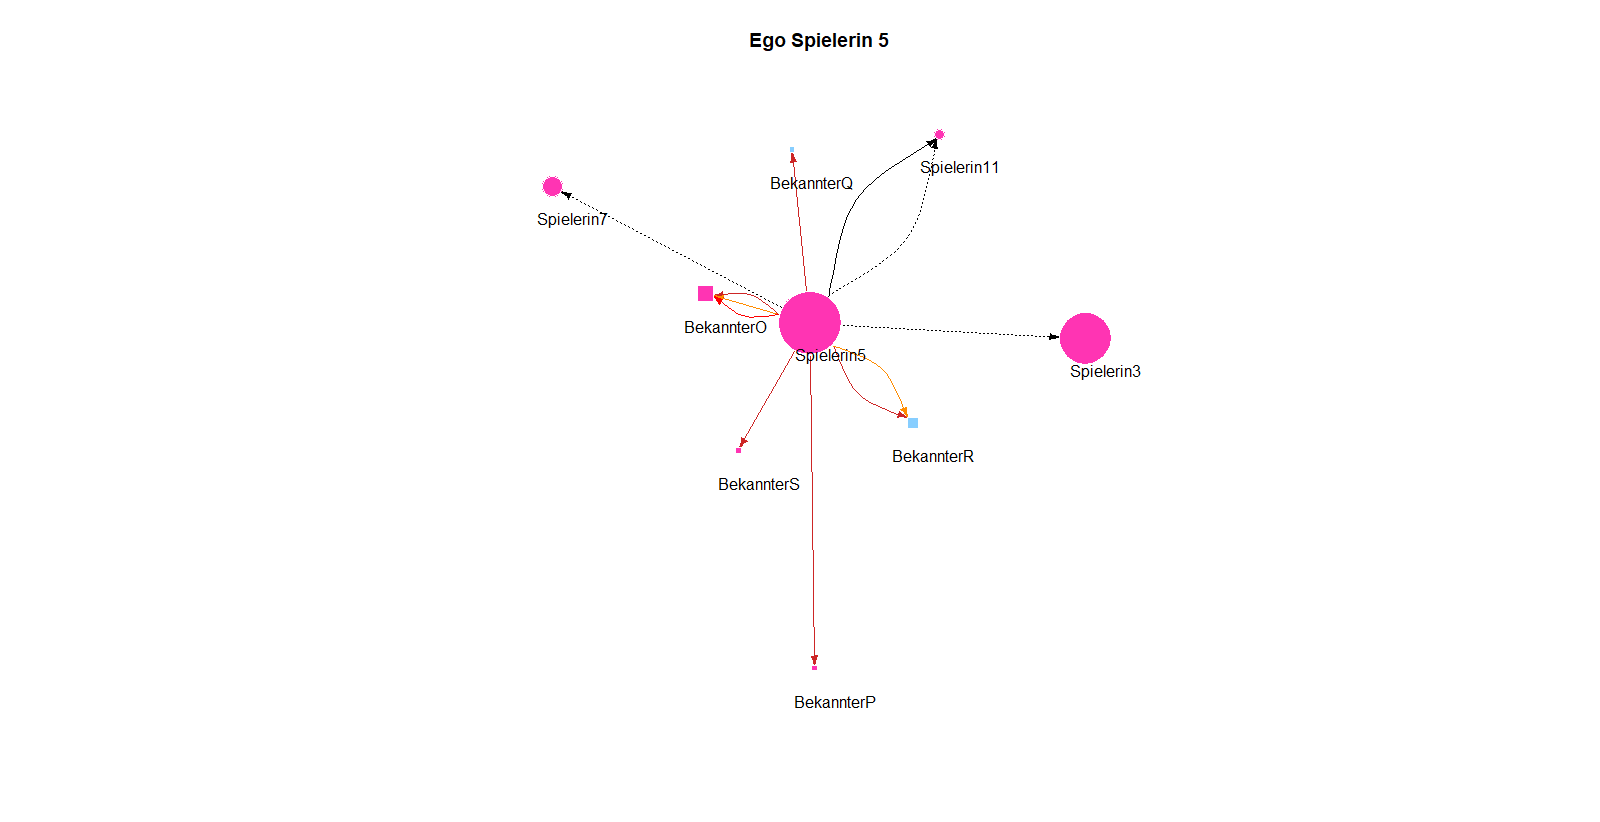 Ego Spielerin 5
Spielerin11
BekannterQ
Spielerin7
BekannterO
Spielerin5
Spielerin3
BekannterR
BekannterS
BekannterP